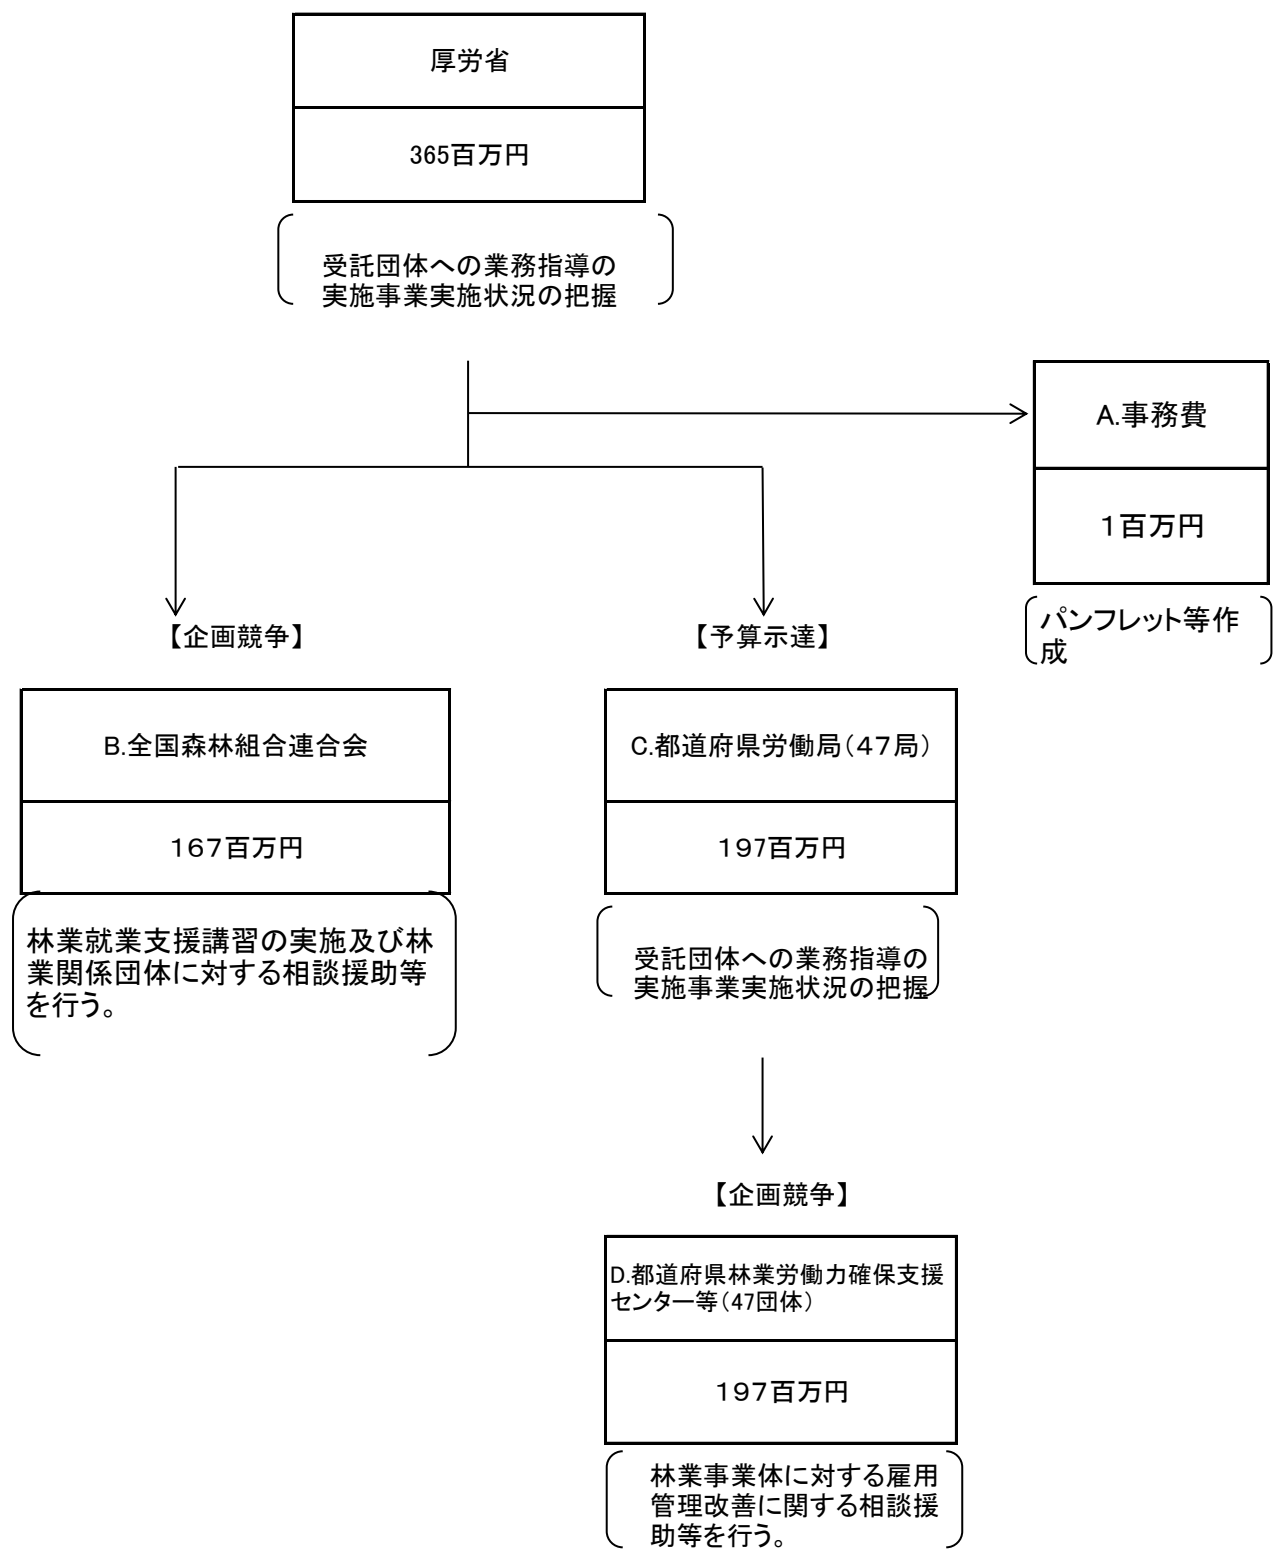 厚労省
365百万円
受託団体への業務指導の
実施事業実施状況の把握
A.事務費
1百万円
パンフレット等作
成
【企画競争】
B.全国森林組合連合会
167百万円
林業就業支援講習の実施及び林
業関係団体に対する相談援助等
を行う。
【予算示達】
C.都道府県労働局(47局)
197百万円
受託団体への業務指導の
実施事業実施状況の把握
【企画競争】
D.都道府県林業労働力確保支援
センター等(47団体)
197百万円
林業事業体に対する雇用
管理改善に関する相談援
助等を行う。